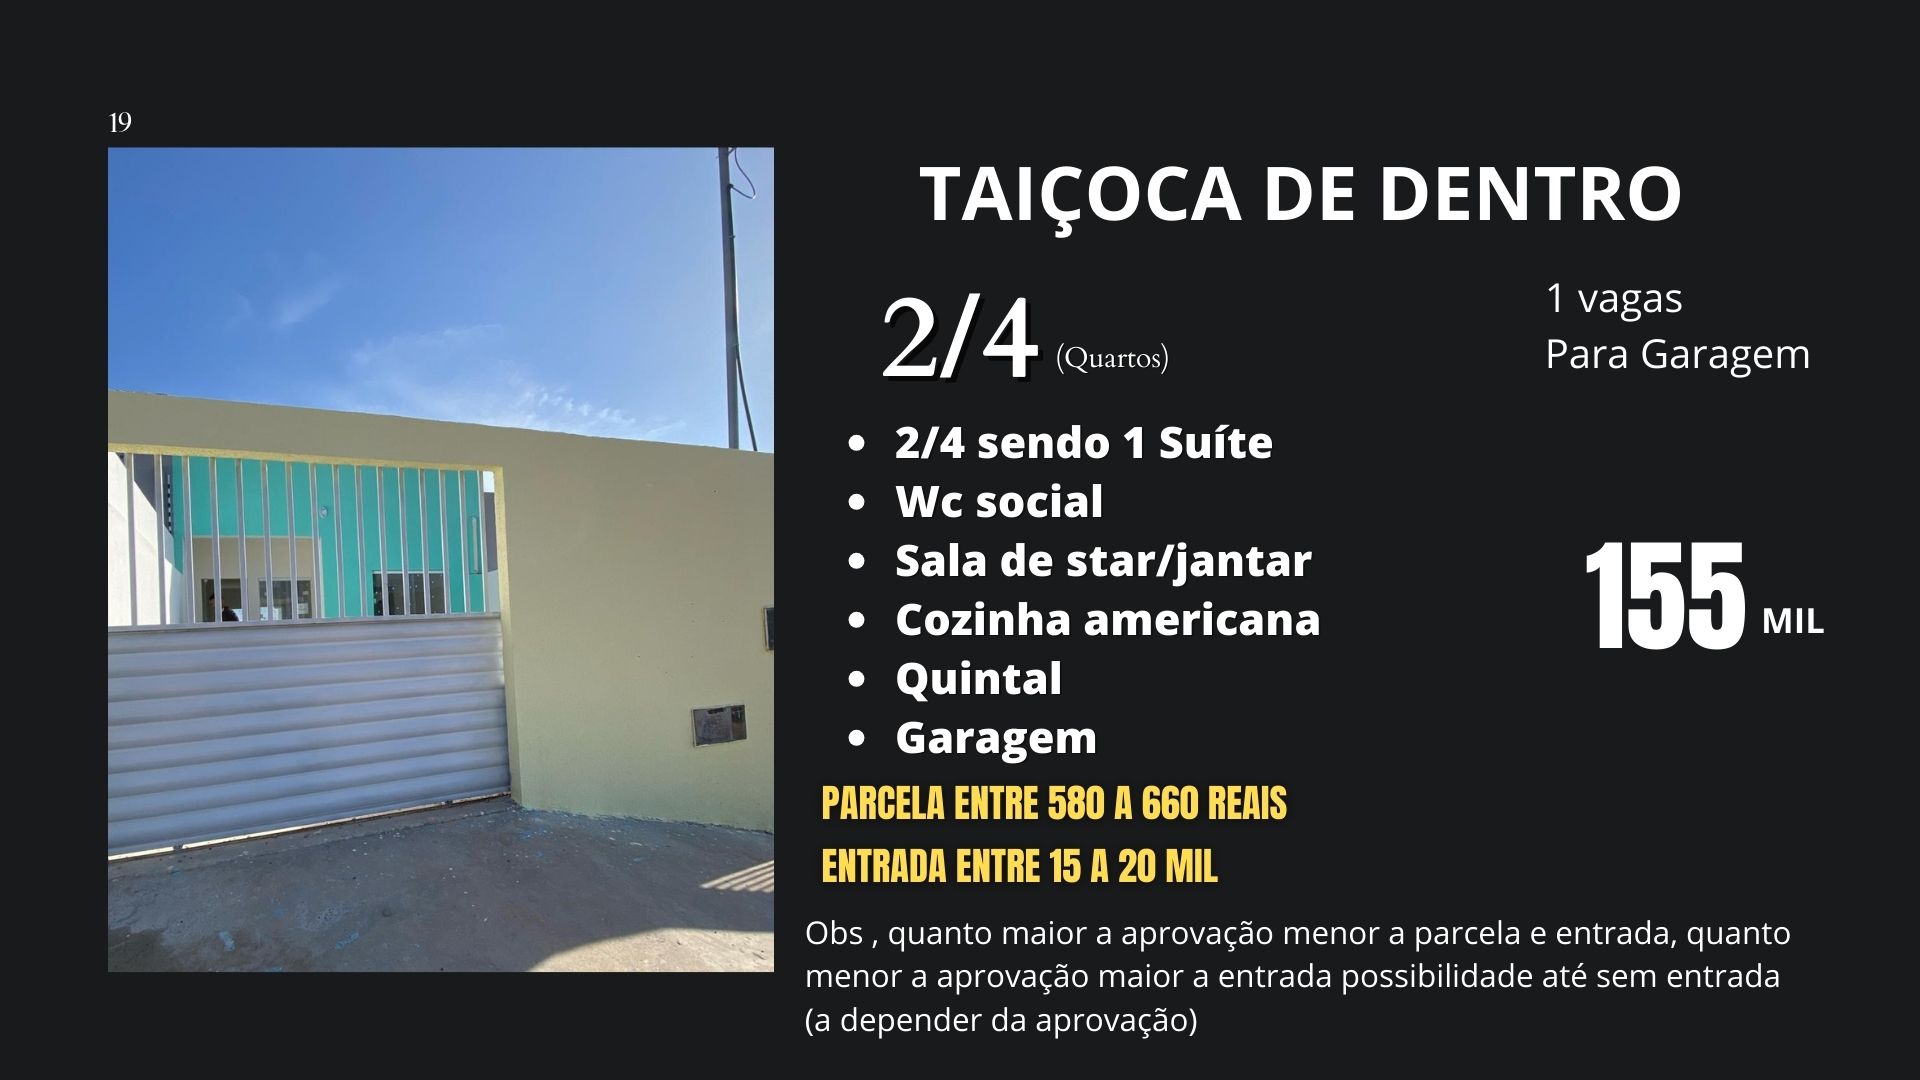 19
TAIÇOCA DE DENTRO
2/4 (Quartos)
1 vagas
Para Garagem
• 2/4 sendo 1 Suíte
• Wc social
• Sala de star/jantar
• Cozinha americana
• Quintal
• Garagem
155 MIL
PARCELA ENTRE 580 A 660 REAIS
ENTRADA ENTRE 15 A 20 MIL
Obs , quanto maior a aprovação menor a parcela e entrada, quanto
menor a aprovação maior a entrada possibilidade até sem entrada
(a depender da aprovação)